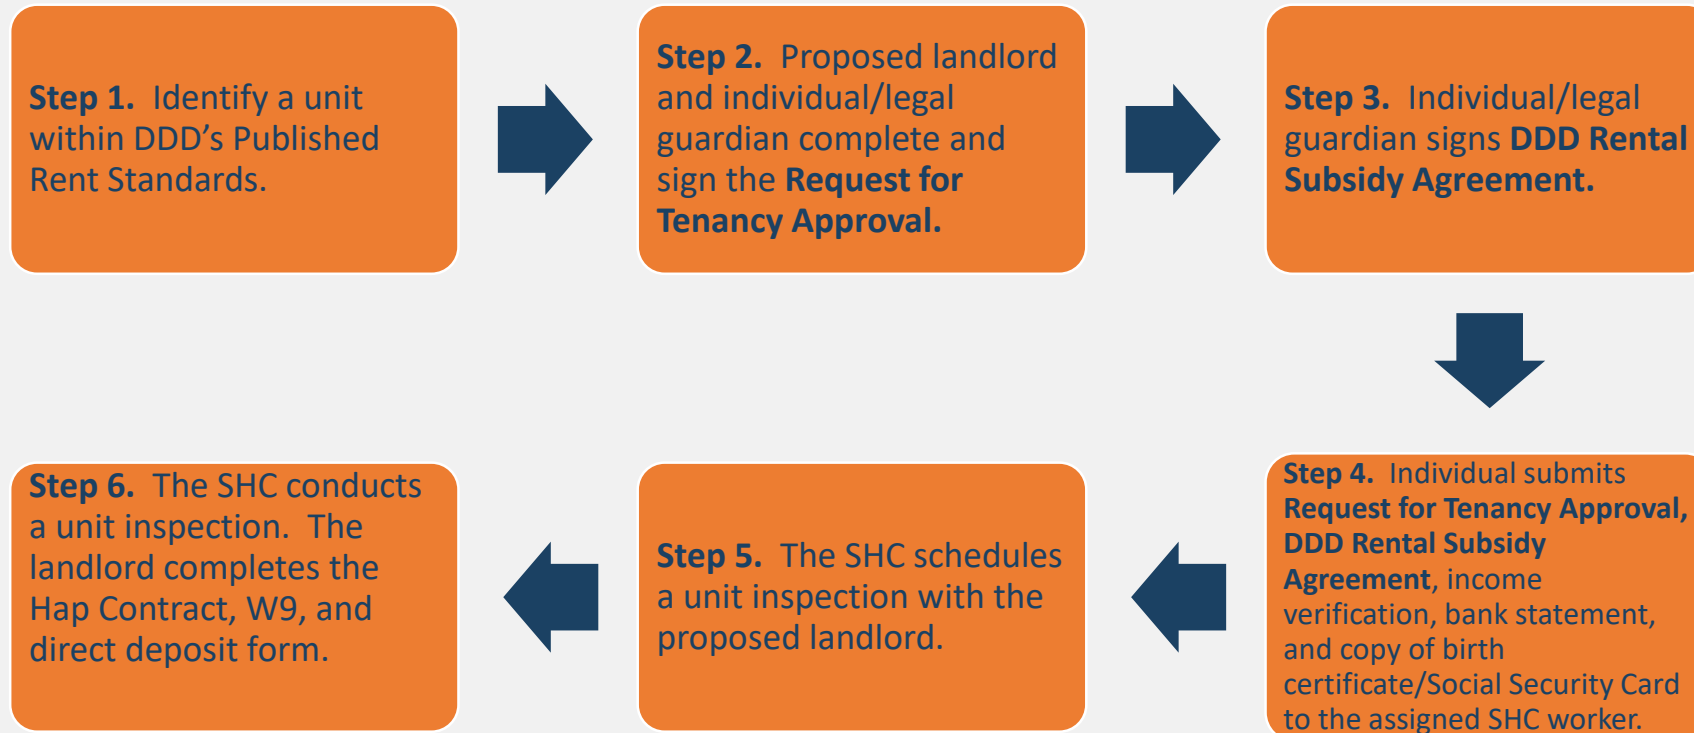 Step 1.  Identify a unit
within DDD's Published
Rent Standards.
Step 2.  Proposed landlord
and individual/legal
guardian complete and
sign the Request for
Tenancy Approval.
Step 3.  Individual/legal
guardian signs DDD Rental
Subsidy Agreement.
Step 4.  Individual submits
Request for Tenancy Approval,
DDD Rental Subsidy
Agreement, income
verification, bank statement,
and copy of birth
certificate/Social Security Card
to the assigned SHC worker.
Step 5.  The SHC schedules
a unit inspection with the
proposed landlord.
Step 6.  The SHC conducts
a unit inspection.  The
landlord completes the
Hap Contract, W9, and
direct deposit form.